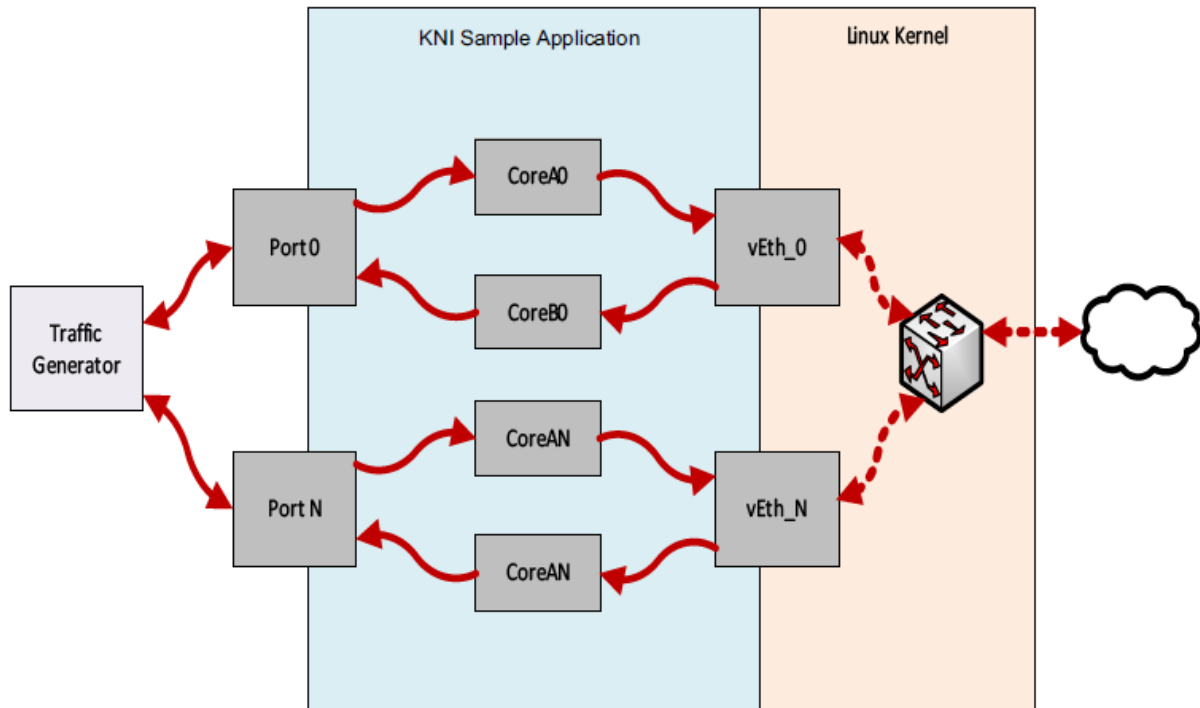 KNI Sample Application
Linux Kernel
CoreA0
Port 0
vEth_0
CoreB0
Traffic
Generator
CoreAN
Port N
vEth_N
CoreAN